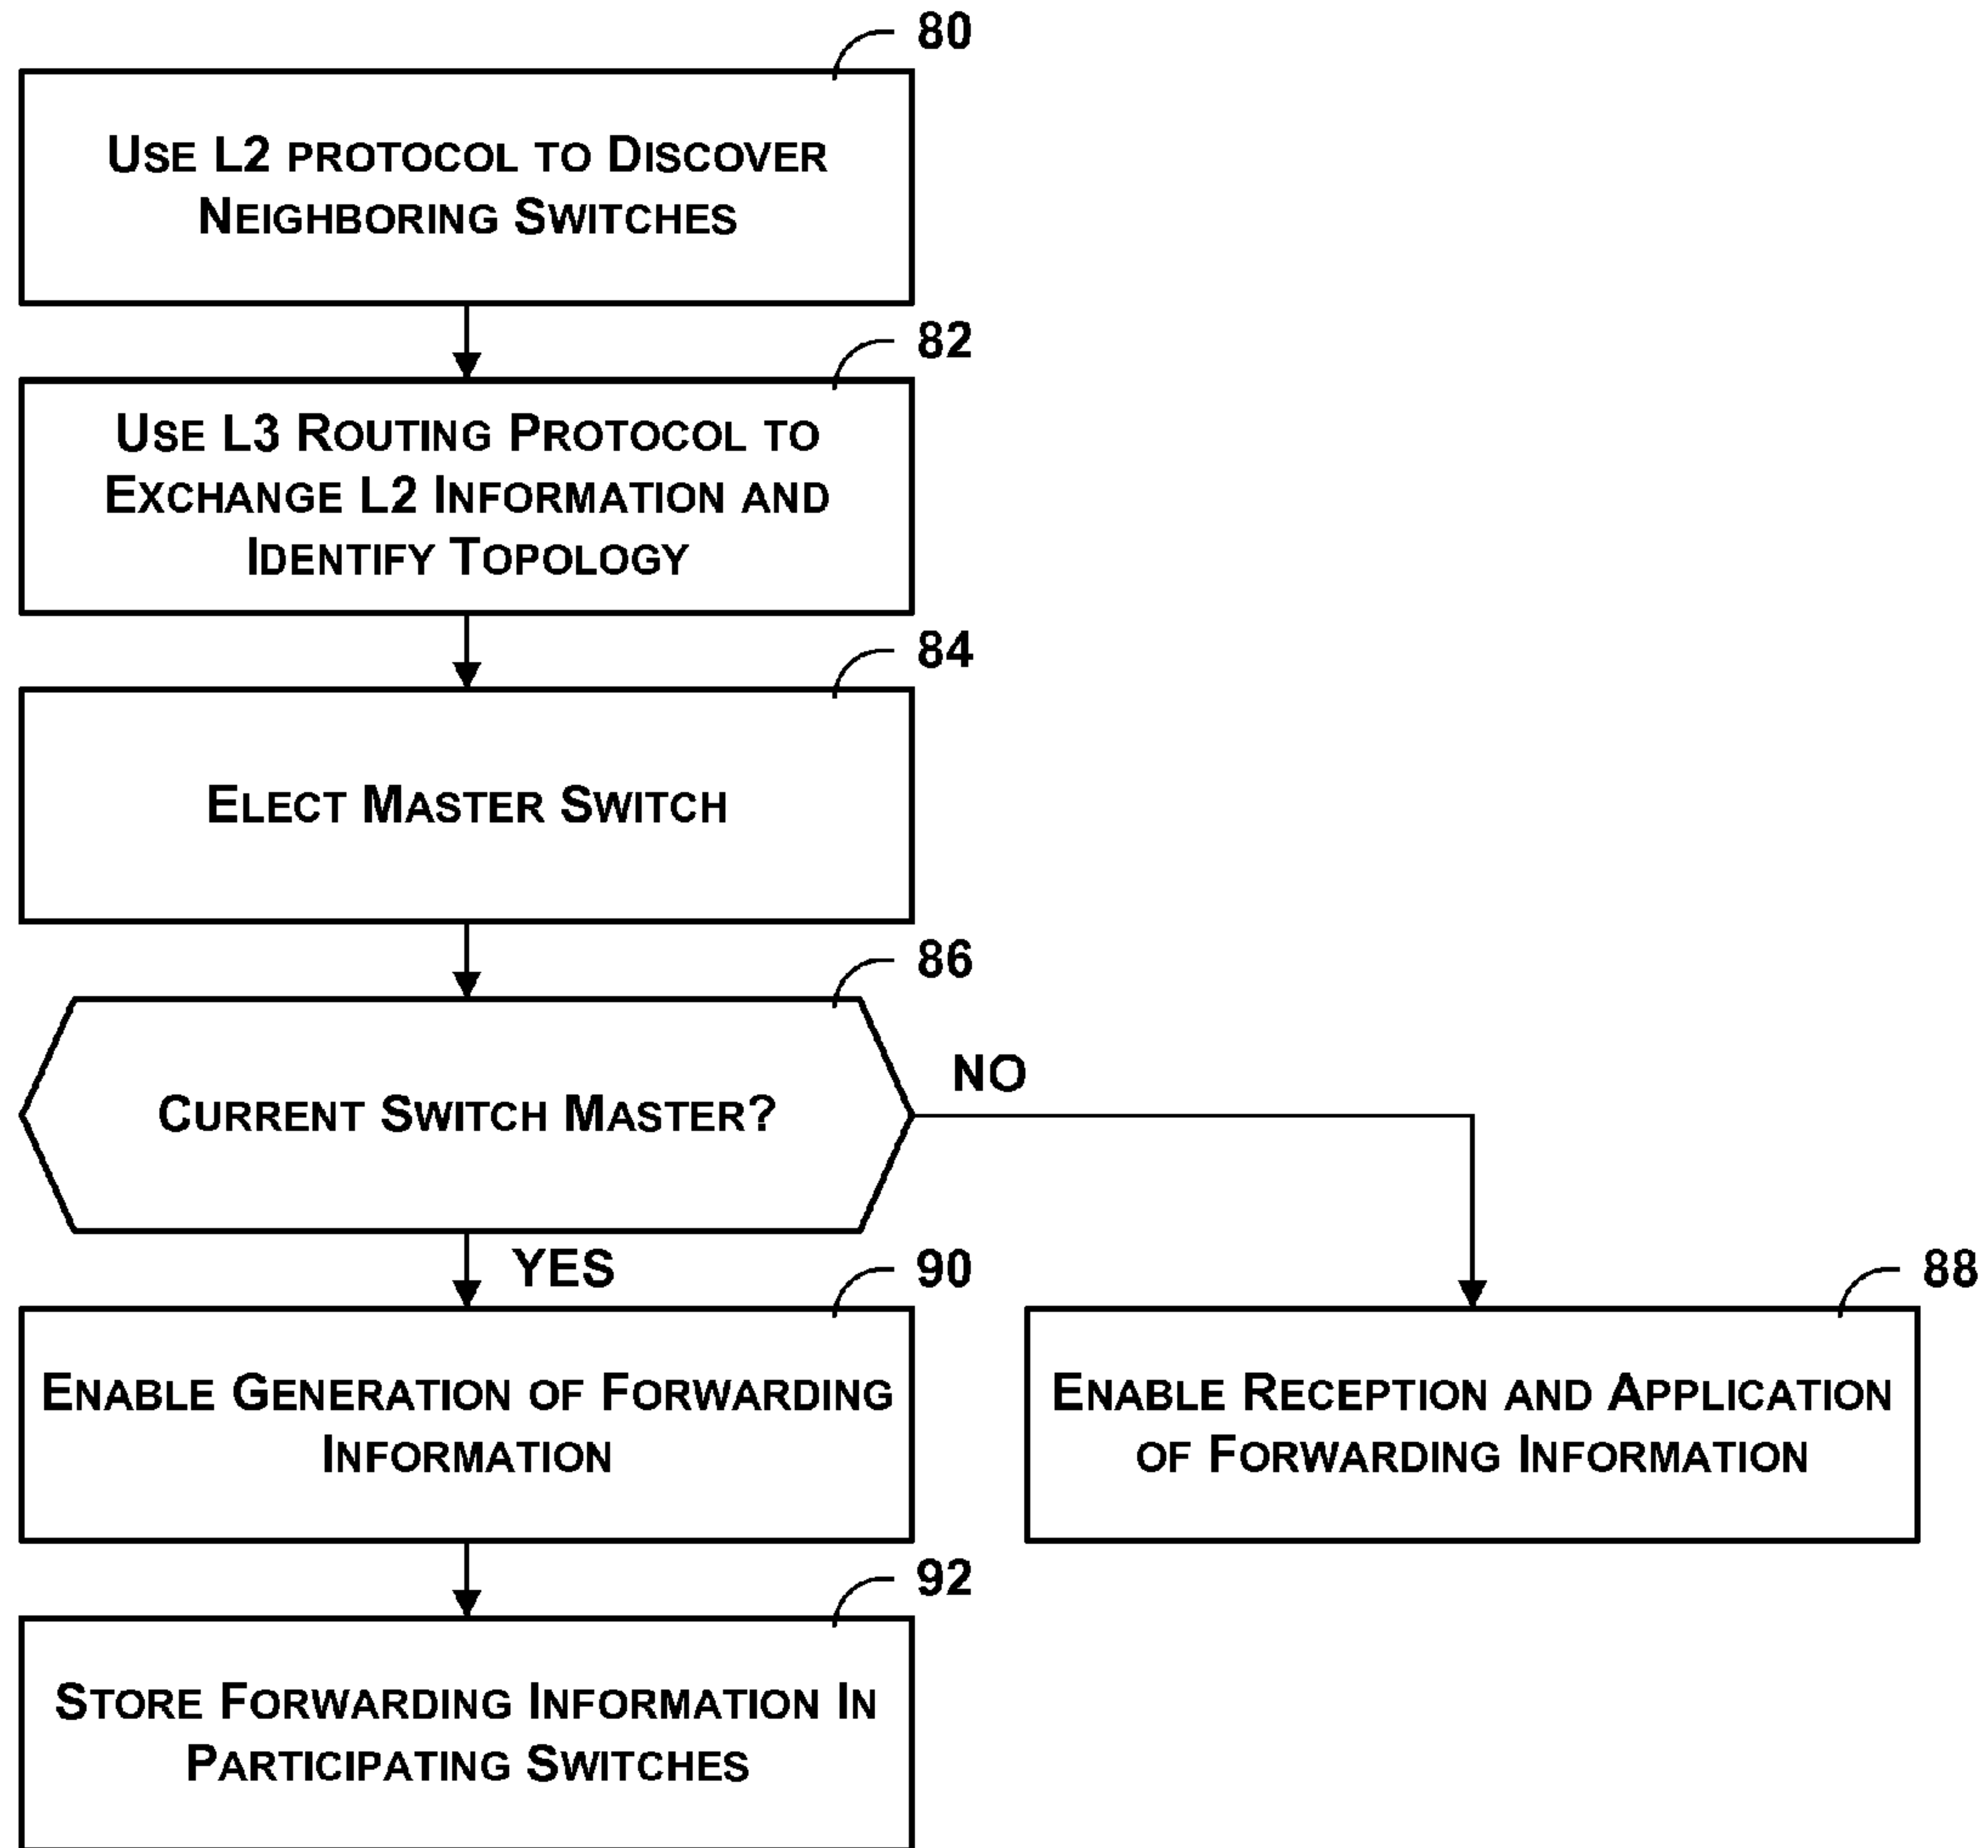 80
USE L2 PROTOCOL TO DISCOVER
NEIGHBORING SWITCHES
82
USE L3 ROUTING PROTOCOL TO
EXCHANGE L2 INFORMATION AND
IDENTIFY TOPOLOGY
84
ELECT MASTER SWITCH
86
CURRENT SWITCH MASTER?
NO
YES
90
ENABLE GENERATION OF FORWARDING
INFORMATION
88
ENABLE RECEPTION AND APPLICATION
OF FORWARDING INFORMATION
92
STORE FORWARDING INFORMATION IN
PARTICIPATING SWITCHES